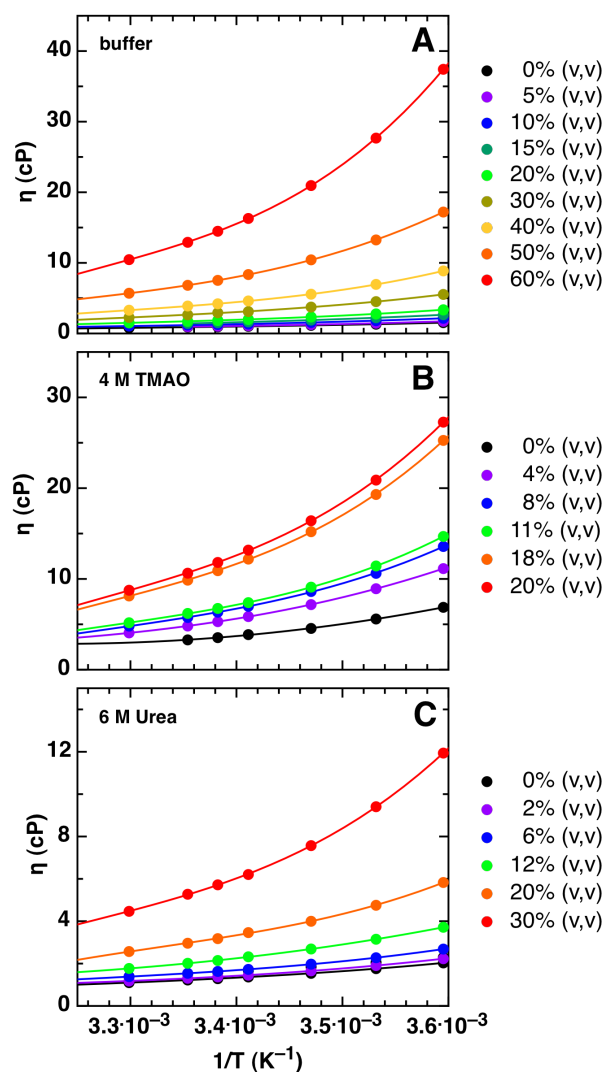 A
buffer
40
30
20
10
0
η (cP)
0% (v,v)
5% (v,v)
10% (v,v)
15% (v,v)
20% (v,v)
30% (v,v)
40% (v,v)
50% (v,v)
60% (v,v)
B
4 M TMAO
30
20
10
0
η (cP)
0% (v,v)
4% (v,v)
8% (v,v)
11% (v,v)
18% (v,v)
20% (v,v)
C
6 M Urea
12
8
4
0
η (cP)
0% (v,v)
2% (v,v)
6% (v,v)
12% (v,v)
20% (v,v)
30% (v,v)
3.3·10⁻³ 3.4·10⁻³ 3.5·10⁻³ 3.6·10⁻³
1/T (K⁻¹)